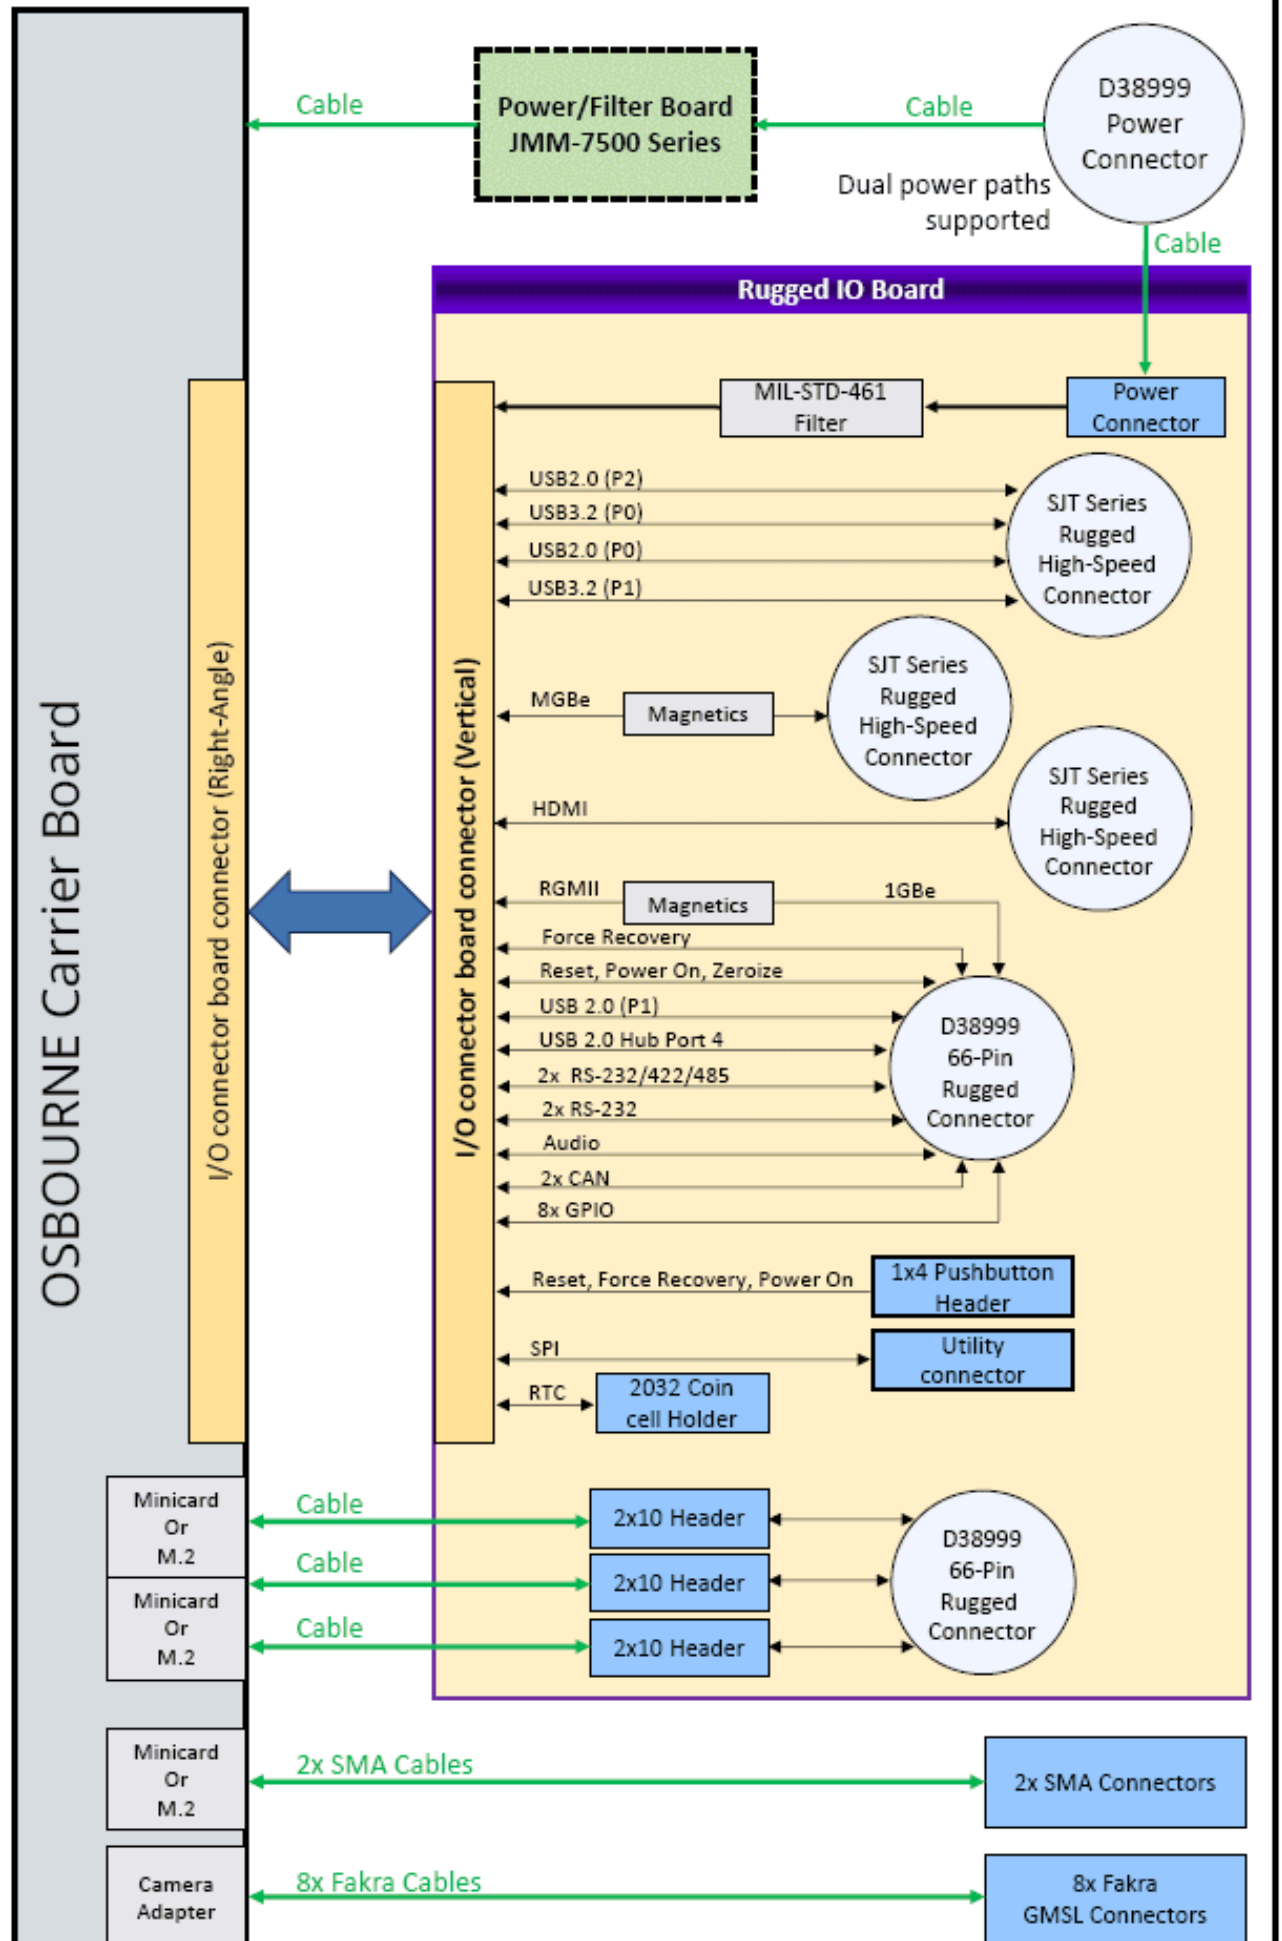 Cable
Power/Filter Board
JMM-7500 Series
Cable
D38999
Power
Connector
Dual power paths
supported
Cable
Rugged IO Board
OSBOURNE Carrier Board
I/O connector board connector (Right-Angle)
I/O connector board connector (Vertical)
MIL-STD-461
Filter
Power
Connector
USB2.0 (P2)
USB3.2 (P0)
USB2.0 (P0)
USB3.2 (P1)
SJT Series
Rugged
High-Speed
Connector
MGBe
Magnetics
SJT Series
Rugged
High-Speed
Connector
HDMI
SJT Series
Rugged
High-Speed
Connector
RGMII
Magnetics
1GBe
Force Recovery
Reset, Power On, Zeroize
USB 2.0 (P1)
USB 2.0 Hub Port 4
2x RS-232/422/485
2x RS-232
Audio
2x CAN
8x GPIO
D38999
66-Pin
Rugged
Connector
Reset, Force Recovery, Power On
1x4 Pushbutton
Header
SPI
Utility
connector
RTC
2032 Coin
cell Holder
Minicard
Or
M.2
Cable
2x10 Header
Minicard
Or
M.2
Cable
2x10 Header
Cable
2x10 Header
D38999
66-Pin
Rugged
Connector
Minicard
Or
M.2
2x SMA Cables
2x SMA Connectors
Camera
Adapter
8x Fakra Cables
8x Fakra
GMSL Connectors